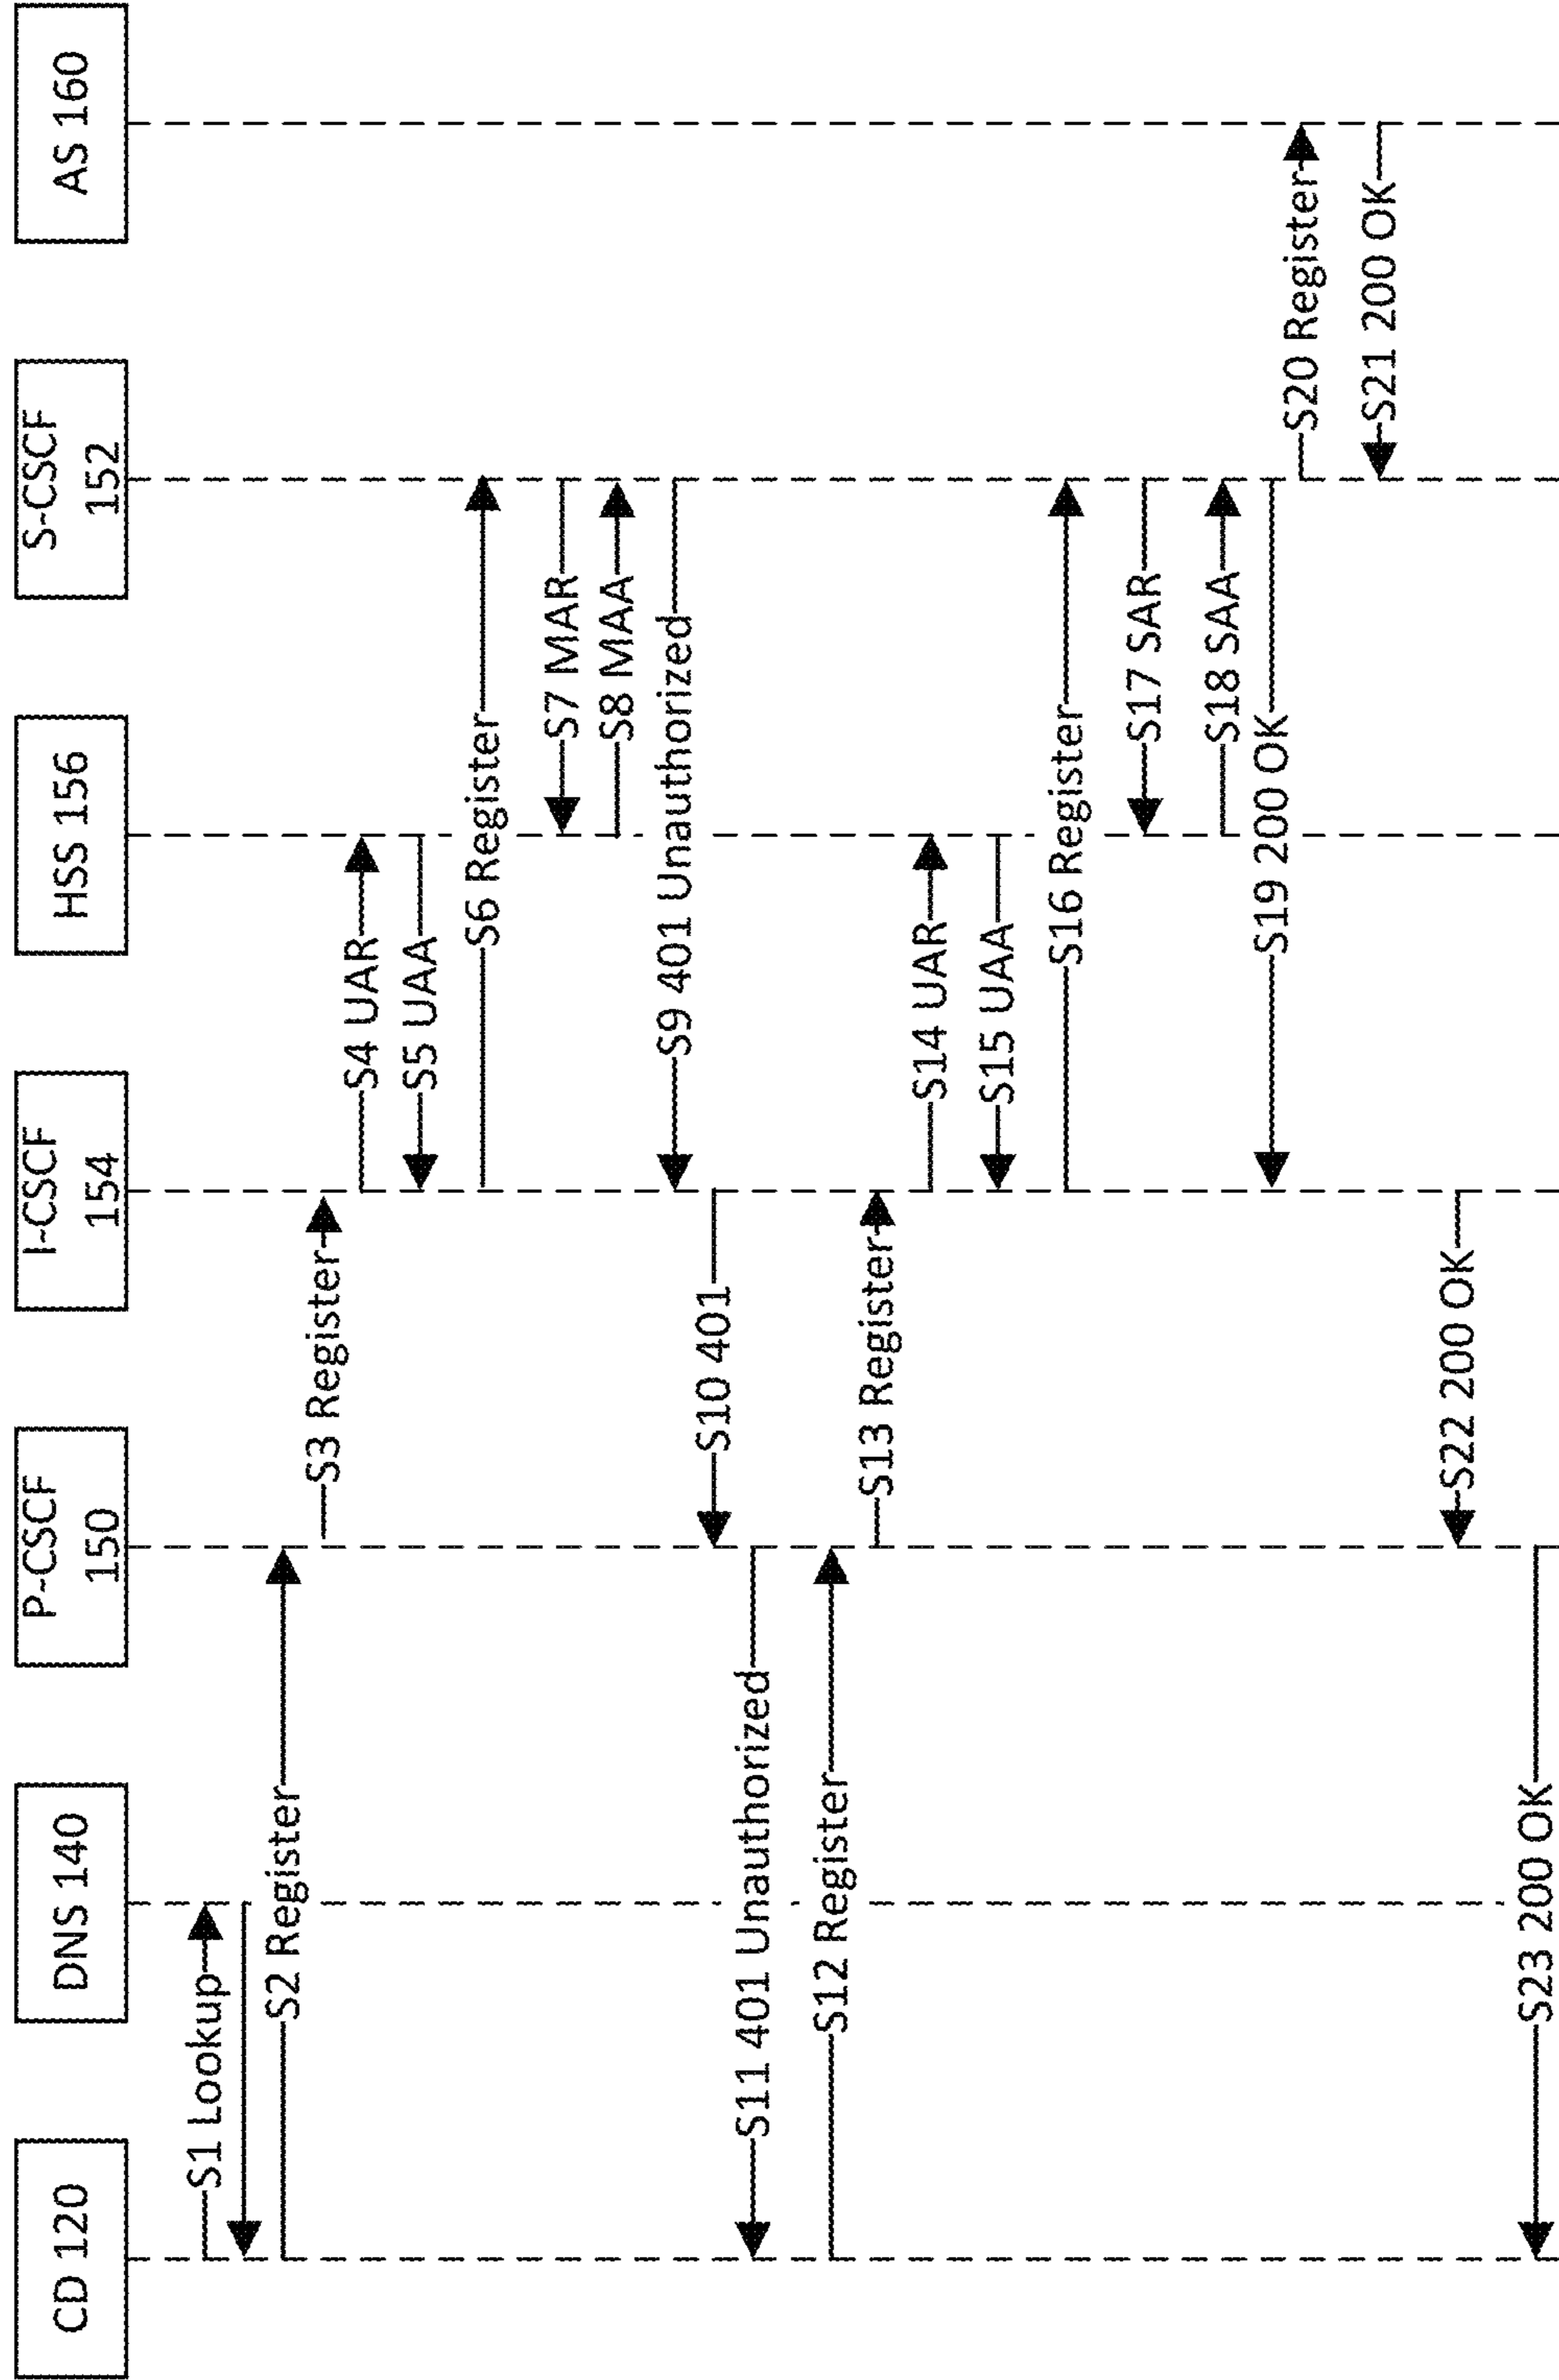 CD 120
DNS 140
P-CSCF
150
I-CSCF
154
HSS 156
S-CSCF
152
AS 160
S1 Lookup
S2 Register
S3 Register
S4 UAR
S5 UAA
S6 Register
S7 MAR
S8 MAA
S9 401 Unauthorized
S10 401
S11 401 Unauthorized
S12 Register
S13 Register
S14 UAR
S15 UAA
S16 Register
S17 SAR
S18 SAA
S19 200 OK
S20 Register
S21 200 OK
S22 200 OK
S23 200 OK